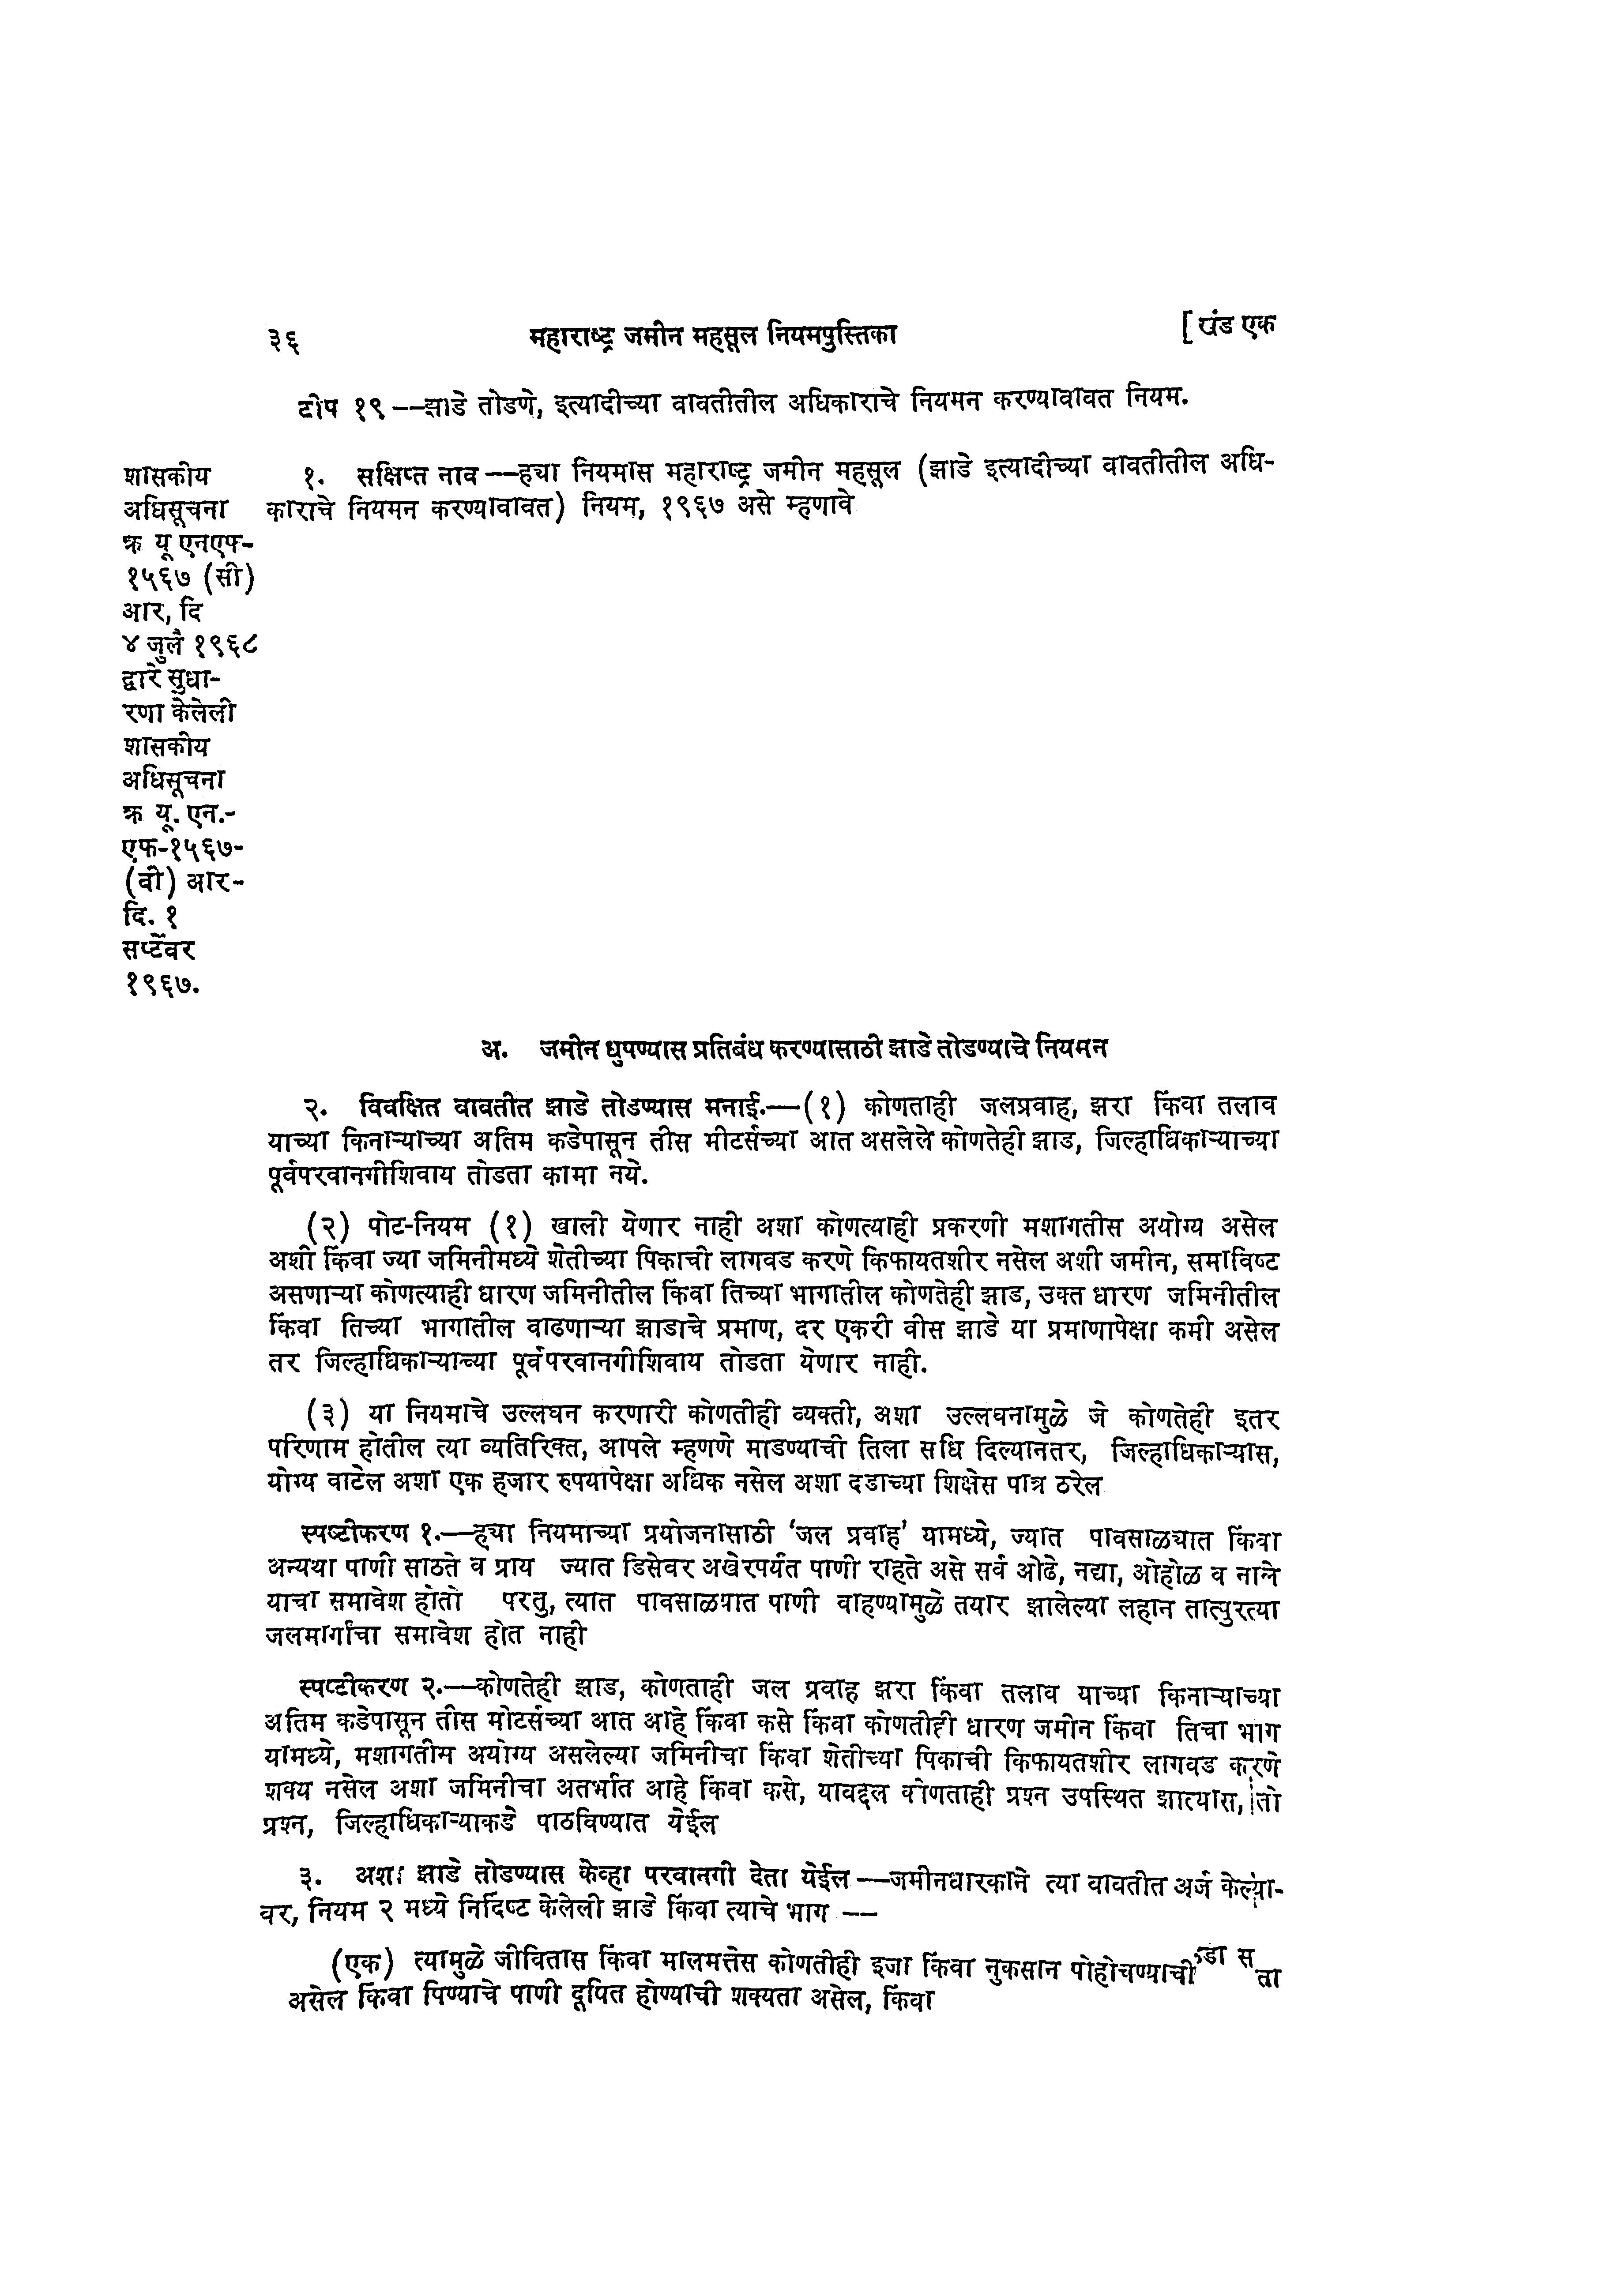 ३६ महाराष्ट्र जमीन महसूल नियमपुस्तिका [ खंड एक
टीप १९ --झाडे तोडणे, इत्यादीच्या बाबतीतील अधिकाराचे नियमन करण्याबाबत नियम.
१. सक्षिप्त नाव --ह्या नियमास महाराष्ट्र जमीन महसूल (झाडे इत्यादीच्या बाबतीतील अधि-
काराचे नियमन करण्याबाबत) नियम, १९६७ असे म्हणावे
शासकीय
अधिसूचना
क्र यू एनएफ-
१५६७ (सी)
आर, दि
४ जुलै १९६८
द्वारे सुधा-
रणा केलेली
शासकीय
अधिसूचना
क्र यू. एन.-
एफ-१५६७-
(बी) आर-
दि. १
सप्टेंबर
१९६७.
अ. जमीन धुपण्यास प्रतिबंध करण्यासाठी झाडे तोडण्याचे नियमन
२. विवक्षित बाबतीत झाडे तोडण्यास मनाई.--(१) कोणताही जलप्रवाह, झरा किंवा तलाव
याच्या किनाऱ्याच्या अतिम कडेपासून तीस मीटर्सच्या आत असलेले कोणतेही झाड, जिल्हाधिकाऱ्याच्या
पूर्वपरवानगीशिवाय तोडता कामा नये.
(२) पोट-नियम (१) खाली येणार नाही अशा कोणत्याही प्रकरणी मशागतीस अयोग्य असेल
अशी किंवा ज्या जमिनीमध्ये शेतीच्या पिकाची लागवड करणे किफायतशीर नसेल अशी जमीन, समाविष्ट
असणाऱ्या कोणत्याही धारण जमिनीतील किंवा तिच्या भागातील कोणतेही झाड, उक्त धारण जमिनीतील
किंवा तिच्या भागातील वाढणाऱ्या झाडाचे प्रमाण, दर एकरी वीस झाडे या प्रमाणापेक्षा कमी असेल
तर जिल्हाधिकाऱ्याच्या पूर्वपरवानगीशिवाय तोडता येणार नाही.
(३) या नियमाचे उल्लघन करणारी कोणतीही व्यक्ती, अशा उल्लघनामुळे जे कोणतेही इतर
परिणाम होतील त्या व्यतिरिक्त, आपले म्हणणे माडण्याची तिला सधि दिल्यानतर, जिल्हाधिकाऱ्यास,
योग्य वाटेल अशा एक हजार रुपयापेक्षा अधिक नसेल अशा दडाच्या शिक्षेस पात्र ठरेल
स्पष्टीकरण १.--ह्या नियमाच्या प्रयोजनासाठी 'जल प्रवाह' यामध्ये, ज्यात पावसाळ्यात किंवा
अन्यथा पाणी साठते व प्राय ज्यात डिसेबर अखेरपर्यंत पाणी राहते असे सर्व ओढे, नद्या, ओहोळ व नाले
याचा समावेश होतो परतु, त्यात पावसाळ्यात पाणी वाहण्यामुळे तयार झालेल्या लहान तात्पुरत्या
जलमार्गांचा समावेश होत नाही
स्पष्टीकरण २.--कोणतेही झाड, कोणताही जल प्रवाह झरा किंवा तलाव याच्या किनाऱ्याच्या
अतिम कडेपासून तीस मीटर्सच्या आत आहे किंवा कसे किंवा कोणतीही धारण जमीन किंवा तिचा भाग
यामध्ये, मशागतीस अयोग्य असलेल्या जमिनीचा किंवा शेतीच्या पिकाची किफायतशीर लागवड करणे
शक्य नसेल अशा जमिनीचा अतर्भात आहे किंवा कसे, याबद्दल कोणताही प्रश्न उपस्थित झाल्यास, तो
प्रश्न, जिल्हाधिकाऱ्याकडे पाठविण्यात येईल
३. अशा झाडे तोडण्यास केव्हा परवानगी देता येईल --जमीनधारकाने त्या बाबतीत अर्ज केल्या-
वर, नियम २ मध्ये निर्दिष्ट केलेली झाडे किंवा त्याचे भाग --
(एक) त्यामुळे जीवितास किंवा मालमत्तेस कोणतीही इजा किंवा नुकसान पोहोचण्याची
असेल किंवा पिण्याचे पाणी दूषित होण्याची शक्यता असेल, किंवा